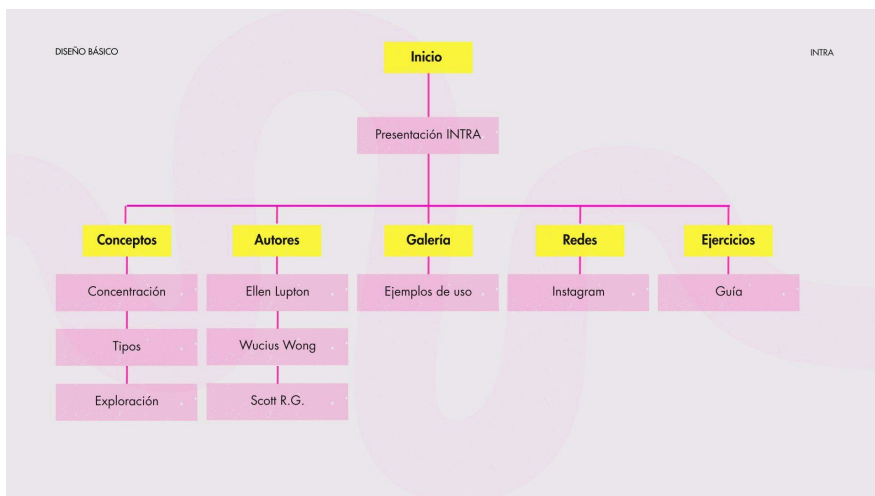 DISEÑO BÁSICO
Inicio
INTRA
Presentación INTRA
Conceptos
Autores
Galería
Redes
Ejercicios
Concentración
Ellen Lupton
Ejemplos de uso
Instagram
Guía
Tipos
Wucius Wong
Exploración
Scott R.G.